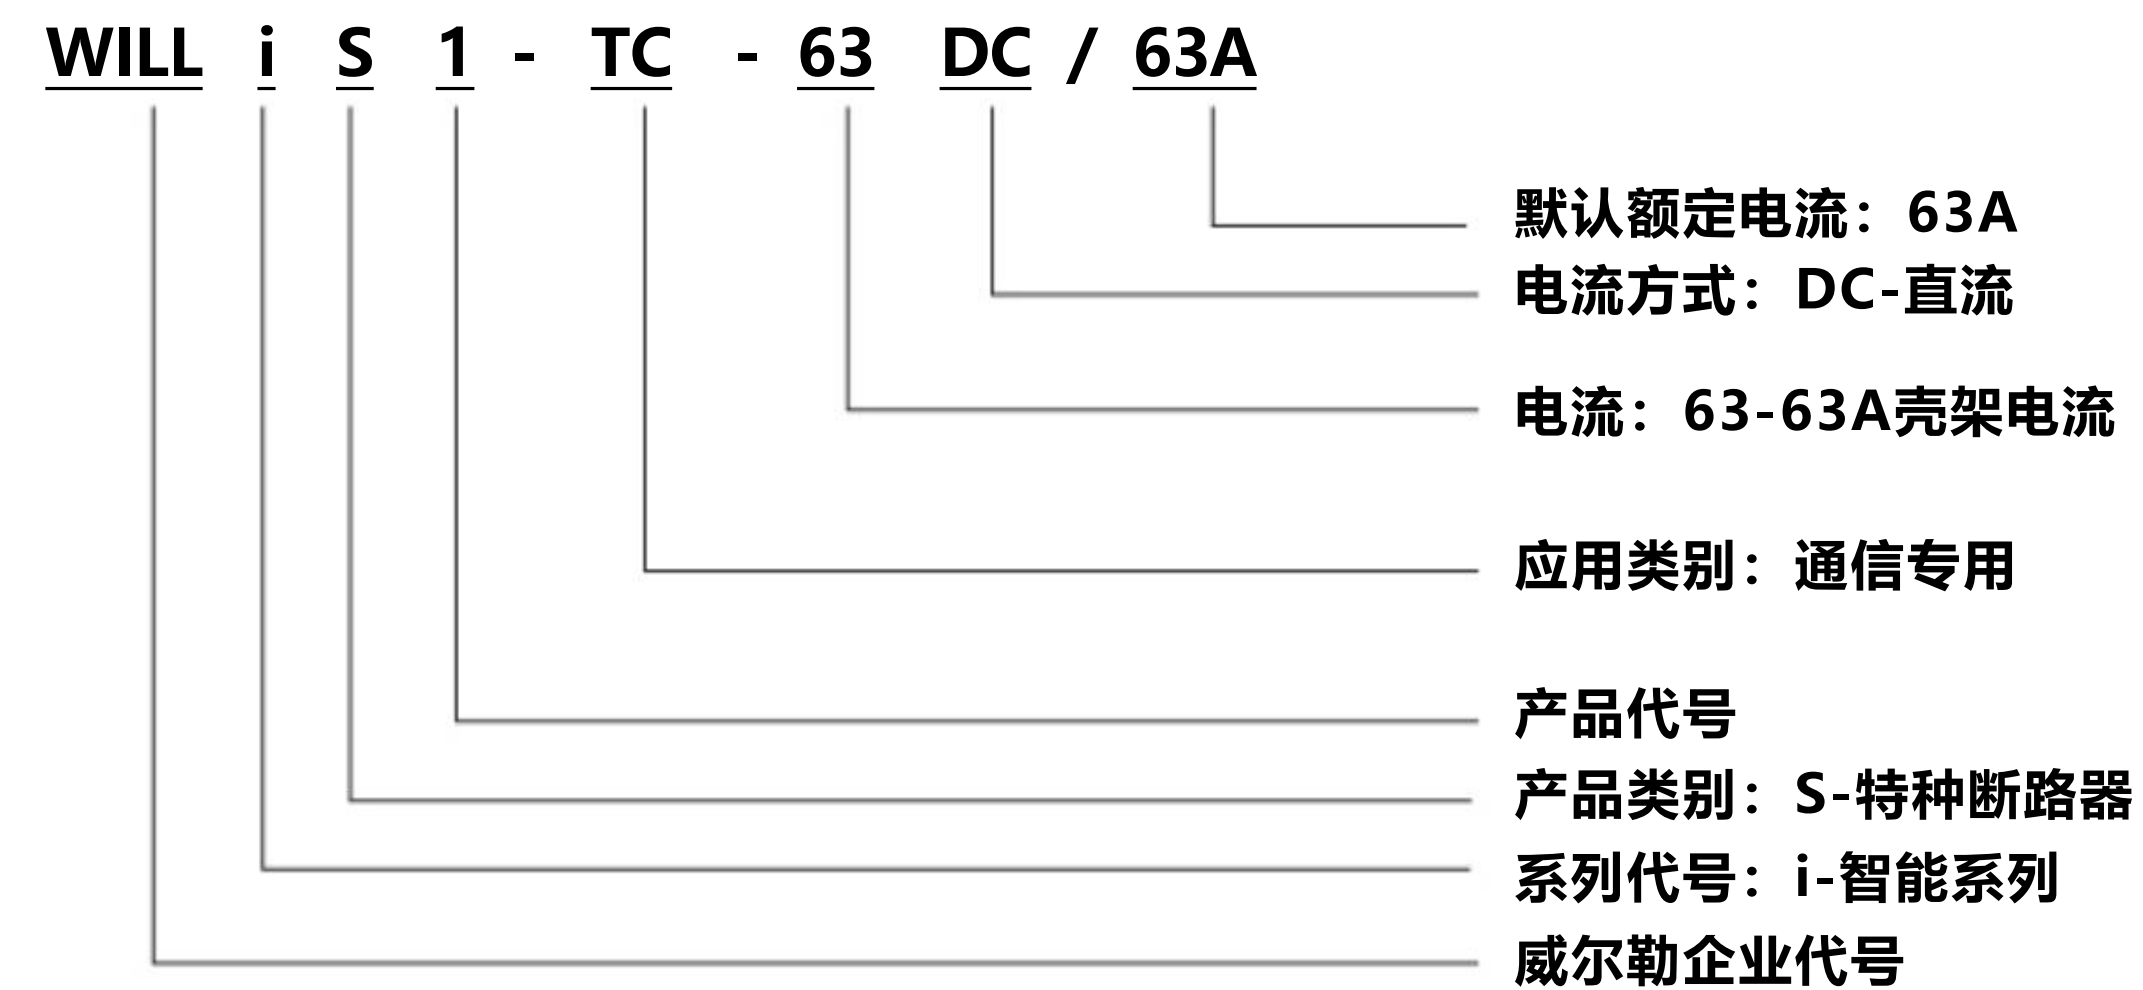 WILL i S 1 - TC - 63 DC / 63A
默认额定电流：63A
电流方式：DC-直流
电流：63-63A壳架电流
应用类别：通信专用
产品代号
产品类别：S-特种断路器
系列代号：i-智能系列
威尔勒企业代号